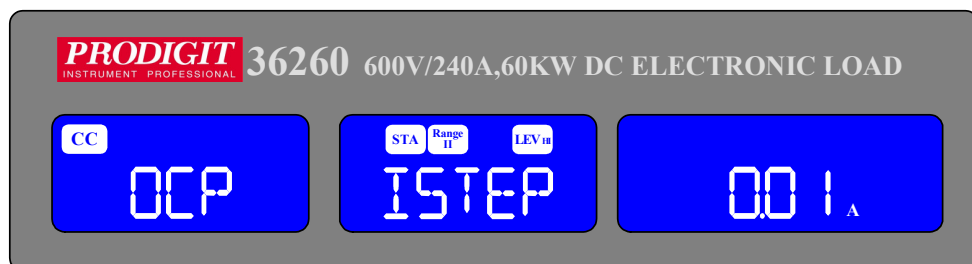 PRODIGIT
INSTRUMENT PROFESSIONAL
36260 600V/240A,60KW DC ELECTRONIC LOAD
CC
OCP
STA Range II LEV HI
ISTEP
0.01 A